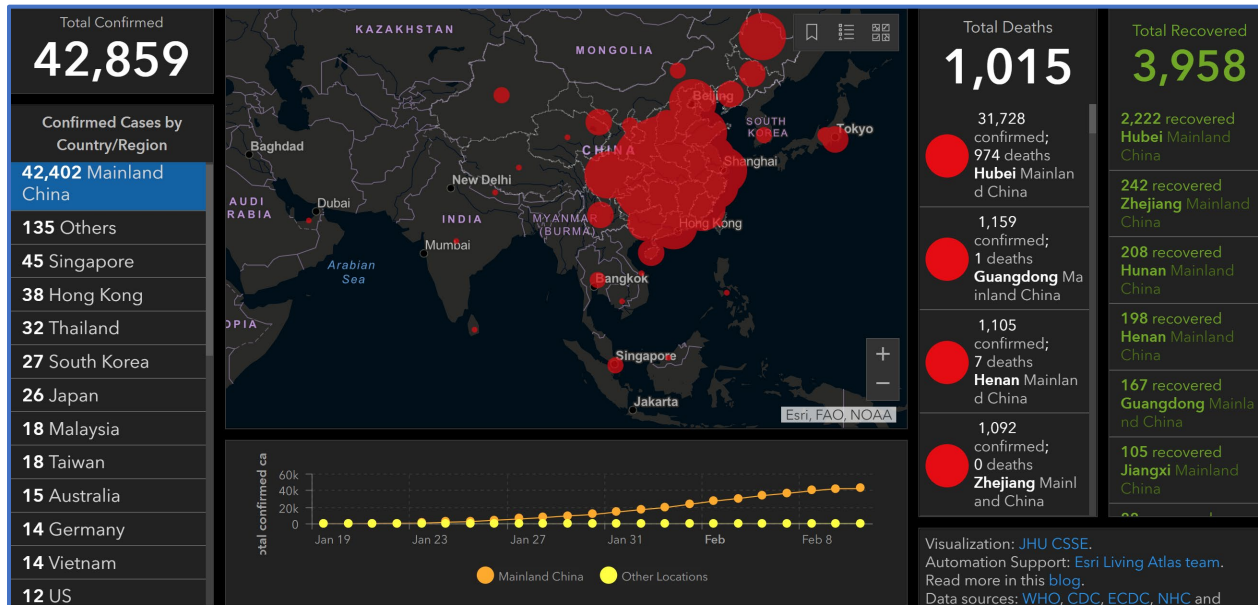 Total Confirmed
42,859
Confirmed Cases by
Country/Region
42,402 Mainland
China
135 Others
45 Singapore
38 Hong Kong
32 Thailand
27 South Korea
26 Japan
18 Malaysia
18 Taiwan
15 Australia
14 Germany
14 Vietnam
12 US
KAZAKHSTAN
MONGOLIA
Beijing
SOUTH
KOREA
Tokyo
Baghdad
CHINA
Shanghai
New Delhi
AUDI
ARABIA
Dubai
INDIA
MYANMAR
(BURMA)
Hong Kong
Mumbai
Arabian
Sea
Bangkok
OPIA
Singapore
Jakarta
+
−
Esri, FAO, NOAA
otal confirmed ca
60k
40k
20k
0
Jan 19
Jan 23
Jan 27
Jan 31
Feb
Feb 8
Mainland China
Other Locations
Total Deaths
1,015
31,728
confirmed;
974 deaths
Hubei Mainlan
d China
1,159
confirmed;
1 deaths
Guangdong Ma
inland China
1,105
confirmed;
7 deaths
Henan Mainlan
d China
1,092
confirmed;
0 deaths
Zhejiang Mainl
and China
Total Recovered
3,958
2,222 recovered
Hubei Mainland
China
242 recovered
Zhejiang Mainland
China
208 recovered
Hunan Mainland
China
198 recovered
Henan Mainland
China
167 recovered
Guangdong Mainla
nd China
105 recovered
Jiangxi Mainland
China
Visualization: JHU CSSE.
Automation Support: Esri Living Atlas team.
Read more in this blog.
Data sources: WHO, CDC, ECDC, NHC and